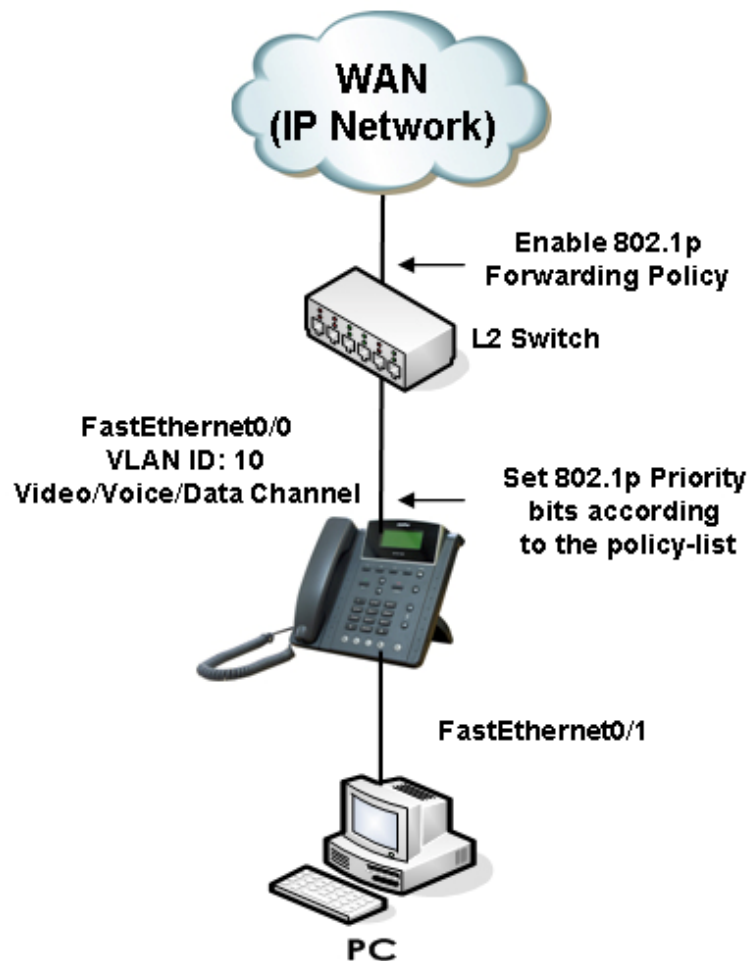 WAN
(IP Network)
Enable 802.1p
Forwarding Policy
L2 Switch
FastEthernet0/0
VLAN ID: 10
Video/Voice/Data Channel
Set 802.1p Priority
bits according
to the policy-list
FastEthernet0/1
PC